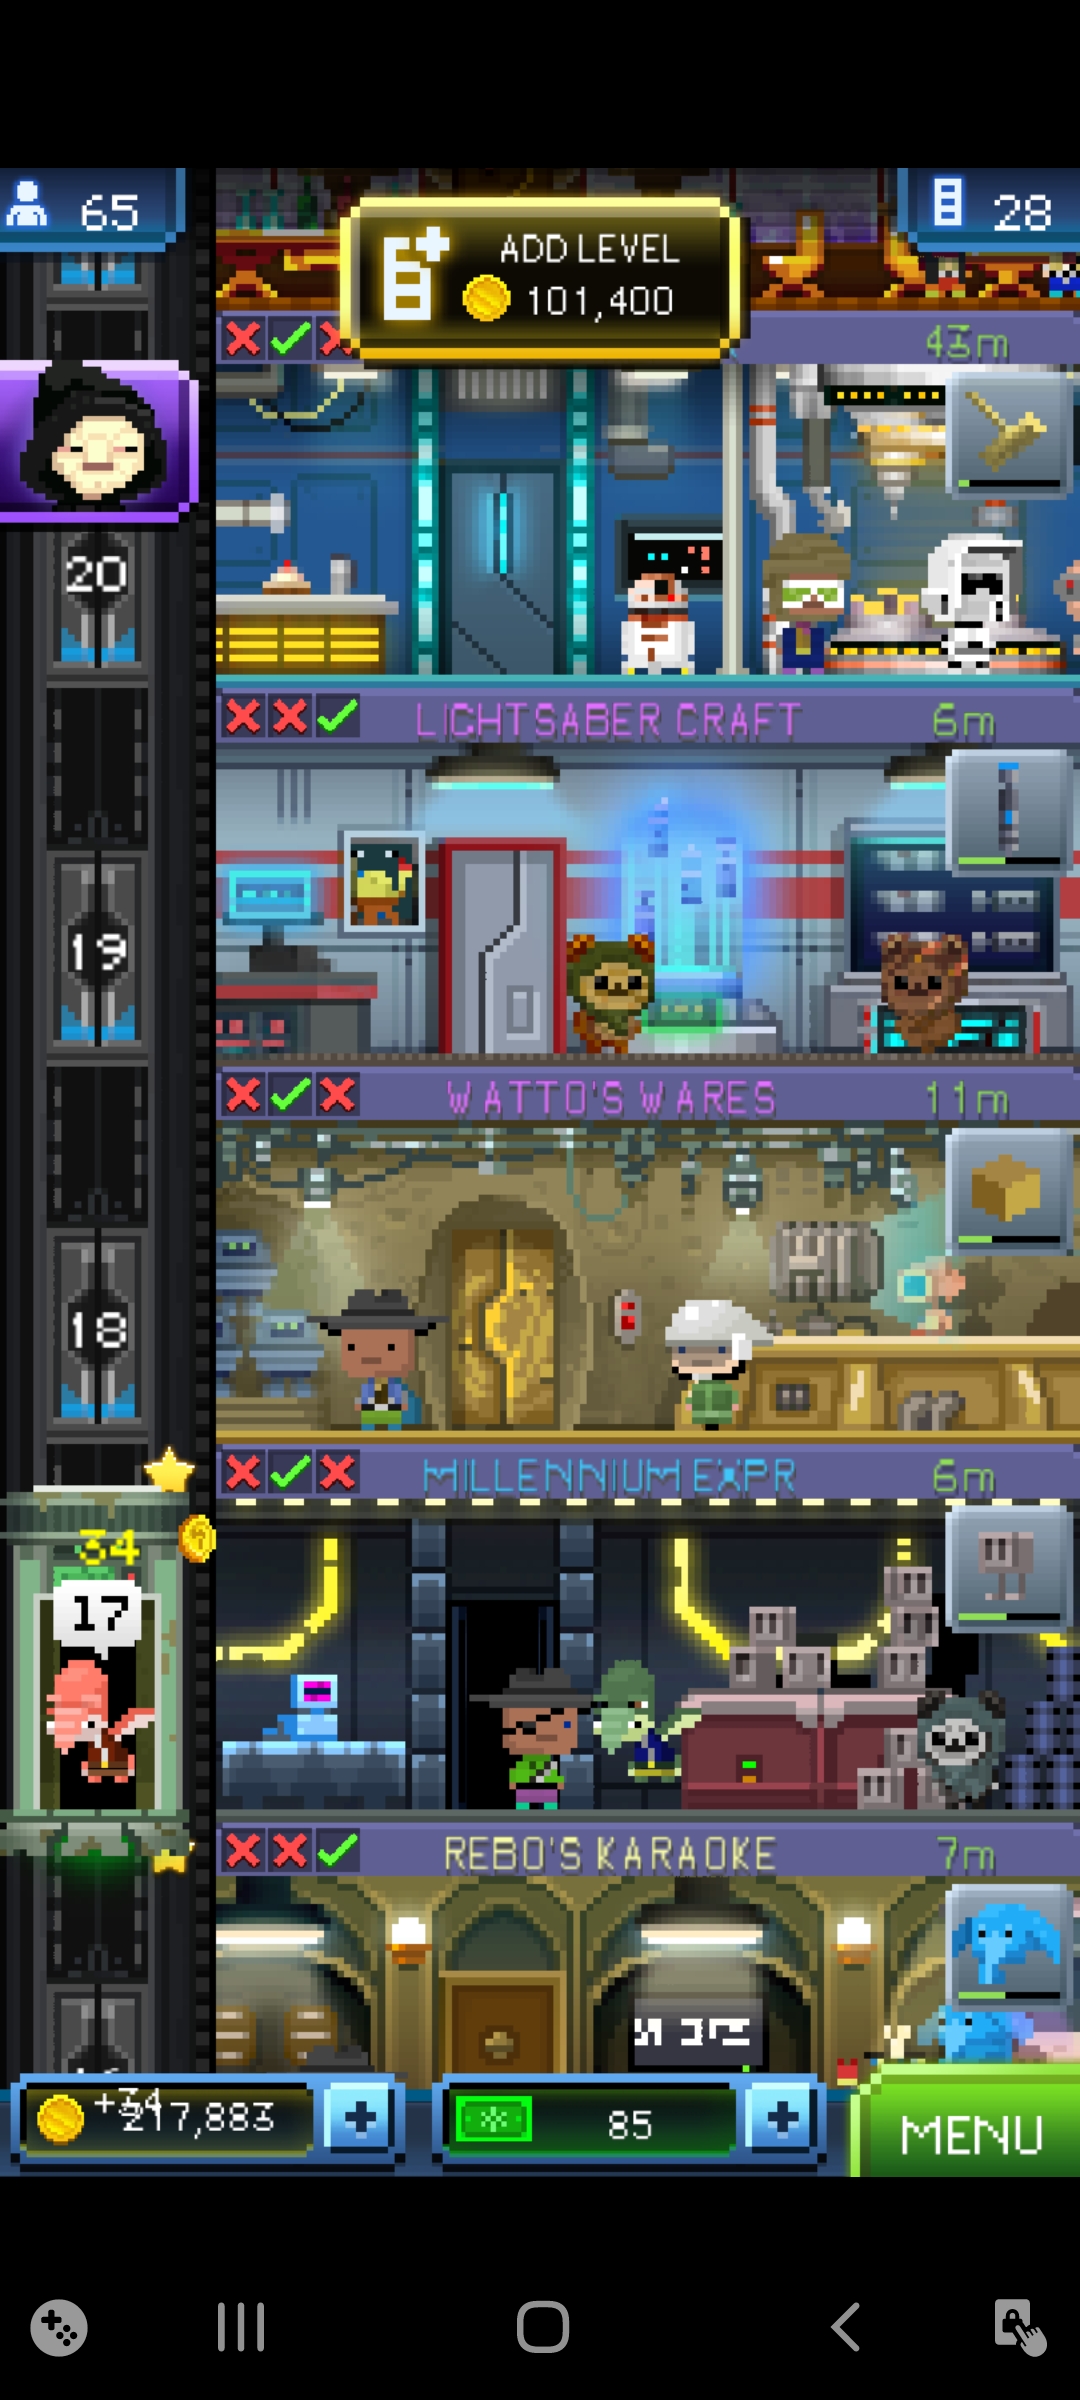 65
ADD LEVEL
101,400
28
43m
20
LIGHTSABER CRAFT
6m
19
WATTO'S WARES
11m
18
MILLENNIUM EXPR
6m
34
17
REBO'S KARAOKE
7m
+34
217,883
85
MENU